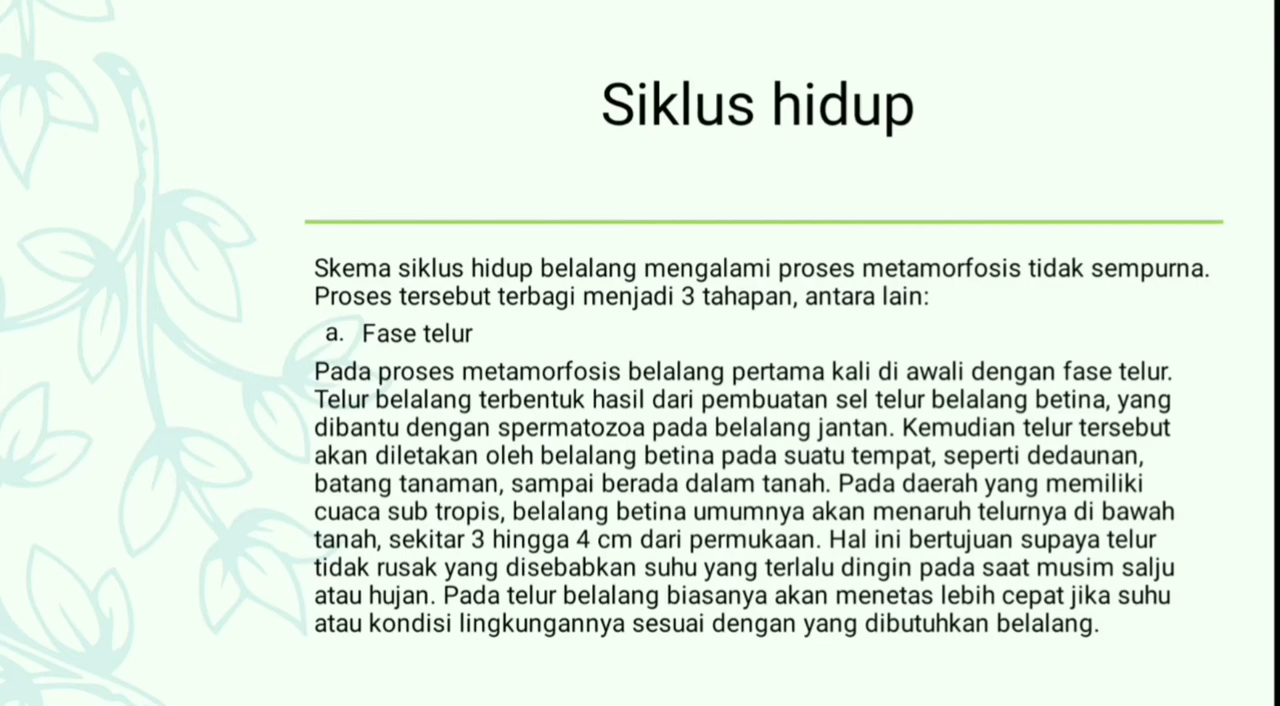 Siklus hidup
Skema siklus hidup belalang mengalami proses metamorfosis tidak sempurna.
Proses tersebut terbagi menjadi 3 tahapan, antara lain:
a. Fase telur
Pada proses metamorfosis belalang pertama kali di awali dengan fase telur.
Telur belalang terbentuk hasil dari pembuatan sel telur belalang betina, yang
dibantu dengan spermatozoa pada belalang jantan. Kemudian telur tersebut
akan diletakan oleh belalang betina pada suatu tempat, seperti dedaunan,
batang tanaman, sampai berada dalam tanah. Pada daerah yang memiliki
cuaca sub tropis, belalang betina umumnya akan menaruh telurnya di bawah
tanah, sekitar 3 hingga 4 cm dari permukaan. Hal ini bertujuan supaya telur
tidak rusak yang disebabkan suhu yang terlalu dingin pada saat musim salju
atau hujan. Pada telur belalang biasanya akan menetas lebih cepat jika suhu
atau kondisi lingkungannya sesuai dengan yang dibutuhkan belalang.